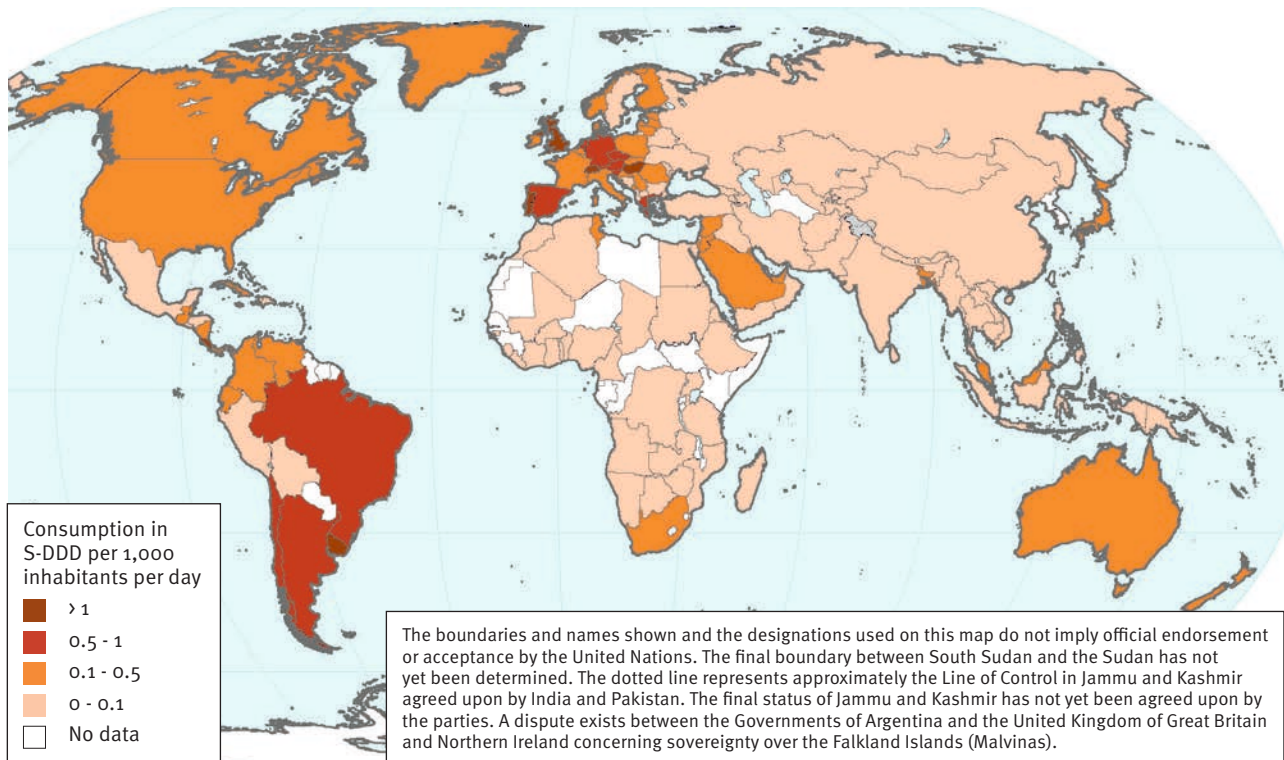 Consumption in
S-DDD per 1,000
inhabitants per day
› 1
0.5 - 1
0.1 - 0.5
0 - 0.1
No data
The boundaries and names shown and the designations used on this map do not imply official endorsement
or acceptance by the United Nations. The final boundary between South Sudan and the Sudan has not
yet been determined. The dotted line represents approximately the Line of Control in Jammu and Kashmir
agreed upon by India and Pakistan. The final status of Jammu and Kashmir has not yet been agreed upon by
the parties. A dispute exists between the Governments of Argentina and the United Kingdom of Great Britain
and Northern Ireland concerning sovereignty over the Falkland Islands (Malvinas).